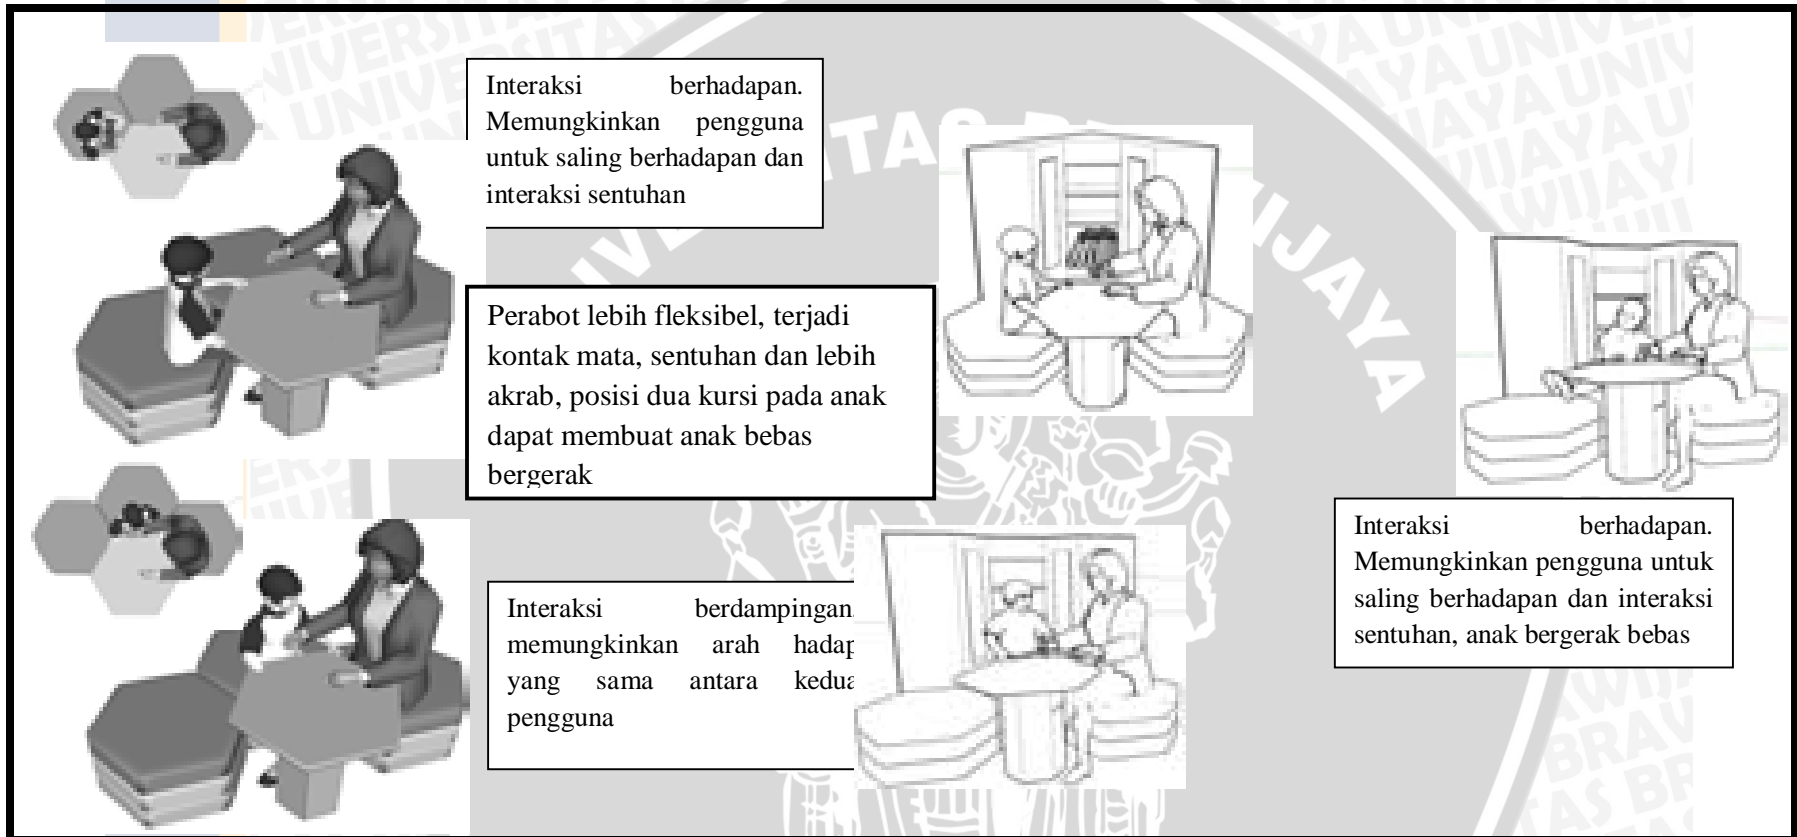 Interaksi berhadapan.
Memungkinkan pengguna
untuk saling berhadapan dan
interaksi sentuhan
Perabot lebih fleksibel, terjadi
kontak mata, sentuhan dan lebih
akrab, posisi dua kursi pada anak
dapat membuat anak bebas
bergerak
Interaksi berdampingan.
memungkinkan arah hadap
yang sama antara kedua
pengguna
Interaksi berhadapan.
Memungkinkan pengguna untuk
saling berhadapan dan interaksi
sentuhan, anak bergerak bebas